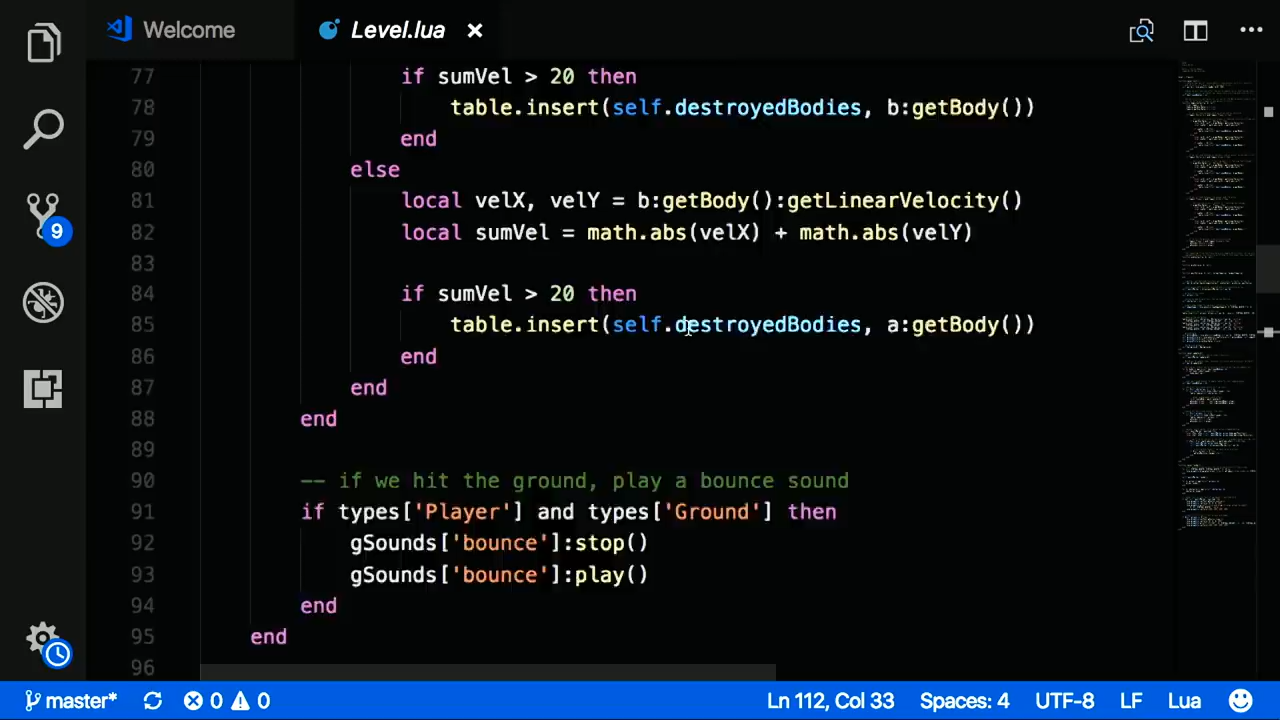 Welcome
Level.lua
77 if sumVel > 20 then
78 table.insert(self.destroyedBodies, b:getBody())
79 end
80 else
81 local velX, velY = b:getBody():getLinearVelocity()
82 local sumVel = math.abs(velX) + math.abs(velY)
83
84 if sumVel > 20 then
85 table.insert(self.destroyedBodies, a:getBody())
86 end
87 end
88 end
89
90 -- if we hit the ground, play a bounce sound
91 if types['Player'] and types['Ground'] then
92 gSounds['bounce']:stop()
93 gSounds['bounce']:play()
94 end
95 end
96
9
master* 0 0 Ln 112, Col 33 Spaces: 4 UTF-8 LF Lua